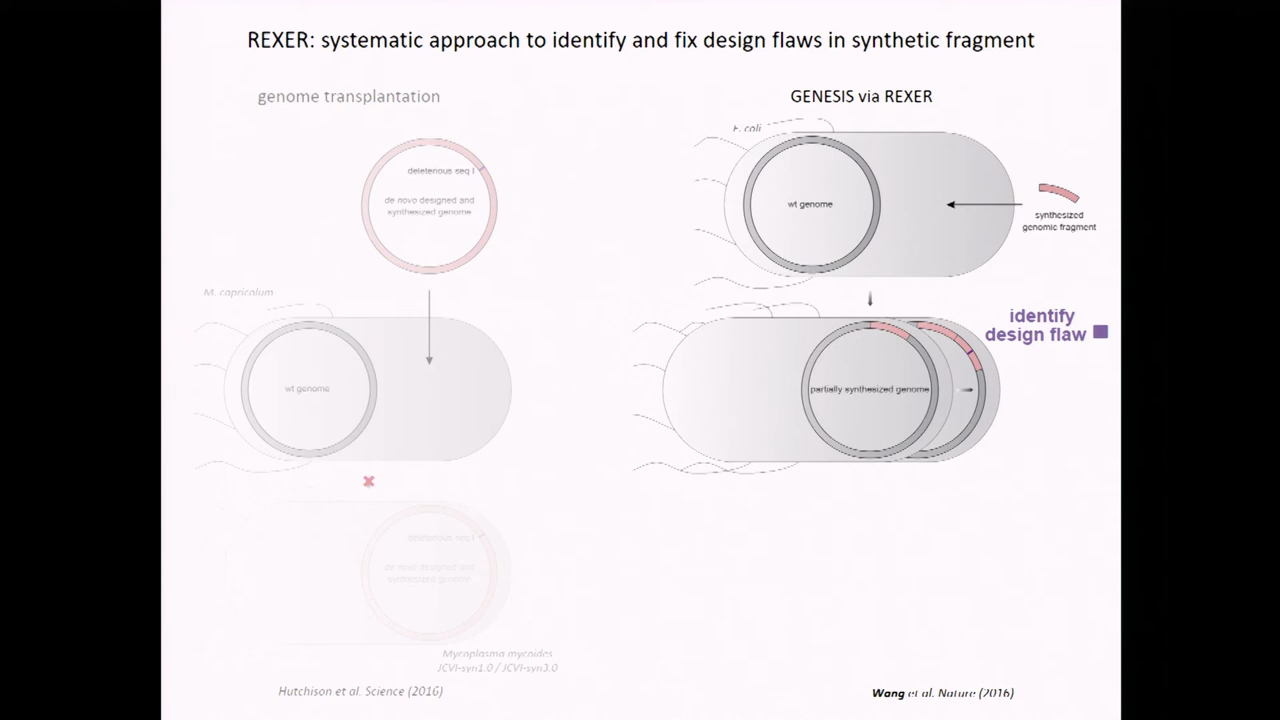 REXER: systematic approach to identify and fix design flaws in synthetic fragment
genome transplantation
GENESIS via REXER
deleterious seq
de novo designed and
synthesized genome
M. capricolum
wt genome
deleterious seq
de novo designed and
synthesized genome
Mycoplasma mycoides
JCVI-syn1.0 / JCVI-syn3.0
Hutchison et al. Science (2016)
E. coli
wt genome
synthesized
genomic fragment
identify
design flaw
partially synthesized genome
Wang et al. Nature (2016)